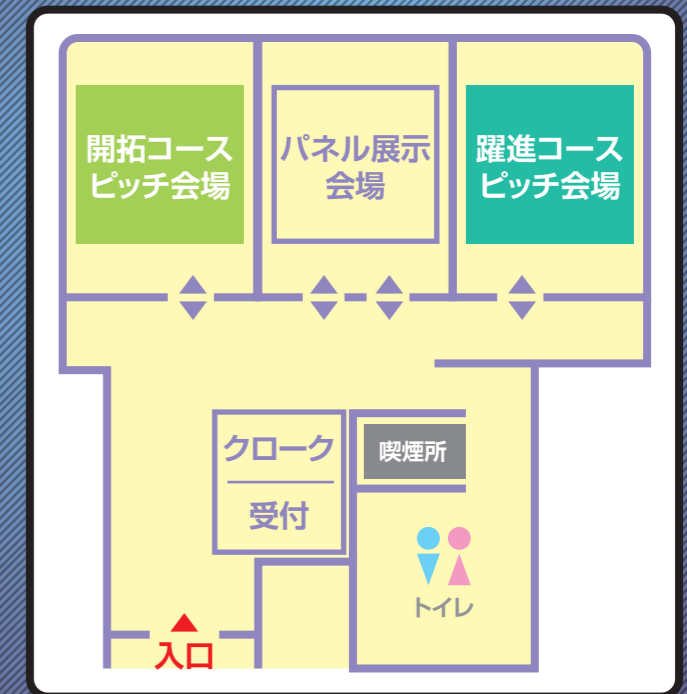 開拓コース
ピッチ会場
パネル展示
会場
躍進コース
ピッチ会場
クローク
受付
喫煙所
トイレ
入口